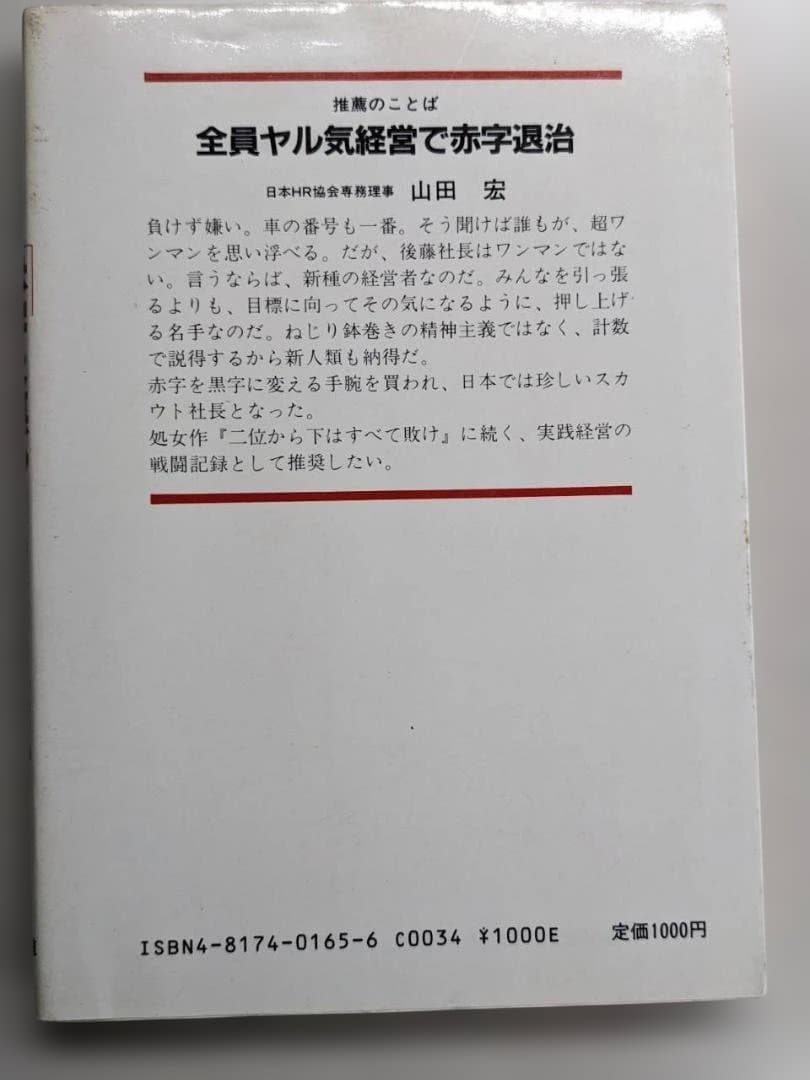 推薦のことば
全員ヤル気経営で赤字退治
日本HR協会専務理事 山田 宏
負けず嫌い。車の番号も一番。そう聞けば誰もが、超ワ
ンマンを思い浮べる。だが、後藤社長はワンマンではな
い。言うならば、新種の経営者なのだ。みんなを引っ張
るよりも、目標に向ってその気になるように、押し上げ
る名手なのだ。ねじり鉢巻きの精神主義ではなく、計数
で説得するから新人類も納得だ。
赤字を黒字に変える手腕を買われ、日本では珍しいスカ
ウト社長となった。
処女作『二位から下はすべて敗け』に続く、実践経営の
戦闘記録として推奨したい。
ISBN4-8174-0165-6 C0034 ¥1000E 定価1000円